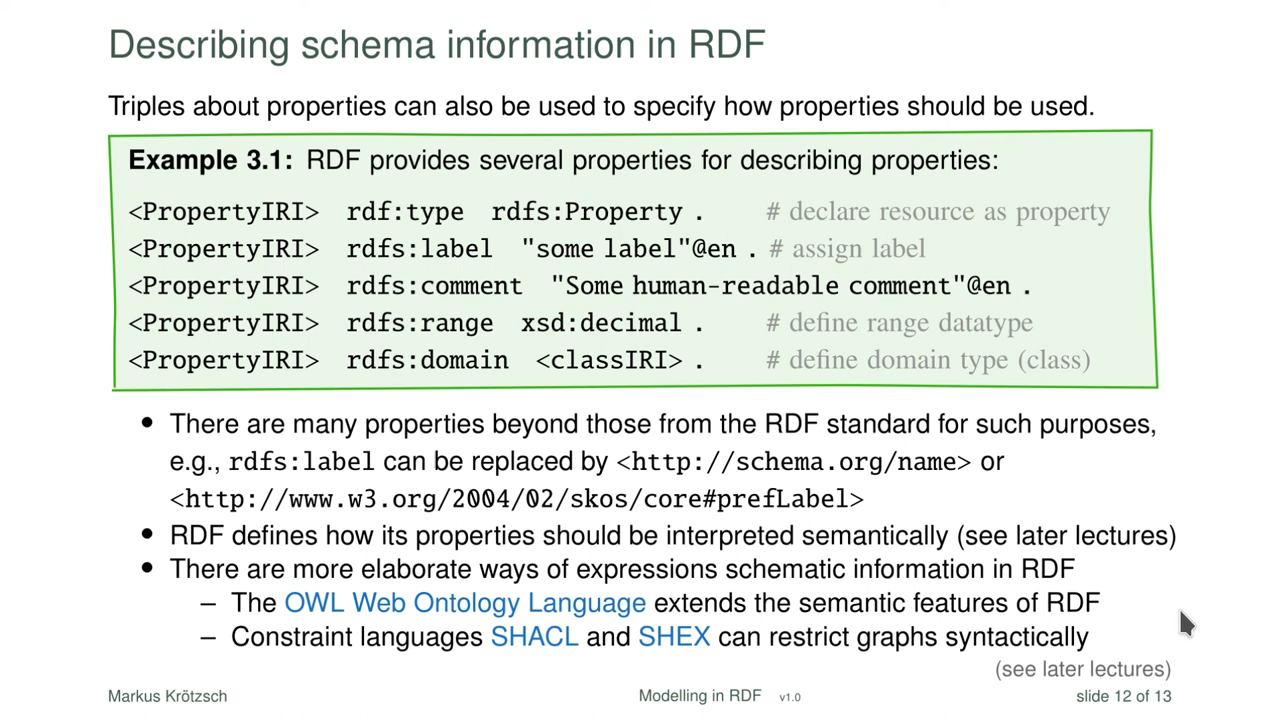 Describing schema information in RDF
Triples about properties can also be used to specify how properties should be used.
Example 3.1: RDF provides several properties for describing properties:
<PropertyIRI> rdf:type rdfs:Property . # declare resource as property
<PropertyIRI> rdfs:label "some label"@en . # assign label
<PropertyIRI> rdfs:comment "Some human-readable comment"@en .
<PropertyIRI> rdfs:range xsd:decimal . # define range datatype
<PropertyIRI> rdfs:domain <classIRI> . # define domain type (class)
• There are many properties beyond those from the RDF standard for such purposes,
e.g., rdfs:label can be replaced by <http://schema.org/name> or
<http://www.w3.org/2004/02/skos/core#prefLabel>
• RDF defines how its properties should be interpreted semantically (see later lectures)
• There are more elaborate ways of expressions schematic information in RDF
– The OWL Web Ontology Language extends the semantic features of RDF
– Constraint languages SHACL and SHEX can restrict graphs syntactically
(see later lectures)
Markus Krötzsch Modelling in RDF v1.0 slide 12 of 13